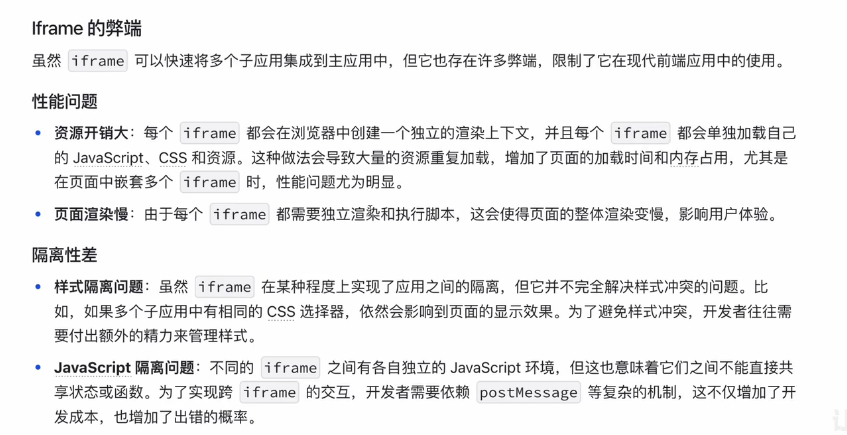 Iframe 的弊端
虽然 iframe 可以快速将多个子应用集成到主应用中，但它也存在许多弊端，限制了它在现代前端应用中的使用。
性能问题
• 资源开销大：每个 iframe 都会在浏览器中创建一个独立的渲染上下文，并且每个 iframe 都会单独加载自己
的 JavaScript、CSS 和资源。这种做法会导致大量的资源重复加载，增加了页面的加载时间和内存占用，尤其是
在页面中嵌套多个 iframe 时，性能问题尤为明显。
• 页面渲染慢：由于每个 iframe 都需要独立渲染和执行脚本，这会使得页面的整体渲染变慢，影响用户体验。
隔离性差
• 样式隔离问题：虽然 iframe 在某种程度上实现了应用之间的隔离，但它并不完全解决样式冲突的问题。比
如，如果多个子应用中有相同的 CSS 选择器，依然会影响到页面的显示效果。为了避免样式冲突，开发者往往需
要付出额外的精力来管理样式。
• JavaScript 隔离问题：不同的 iframe 之间有各自独立的 JavaScript 环境，但这也意味着它们之间不能直接共
享状态或函数。为了实现跨 iframe 的交互，开发者需要依赖 postMessage 等复杂的机制，这不仅增加了开
发成本，也增加了出错的概率。